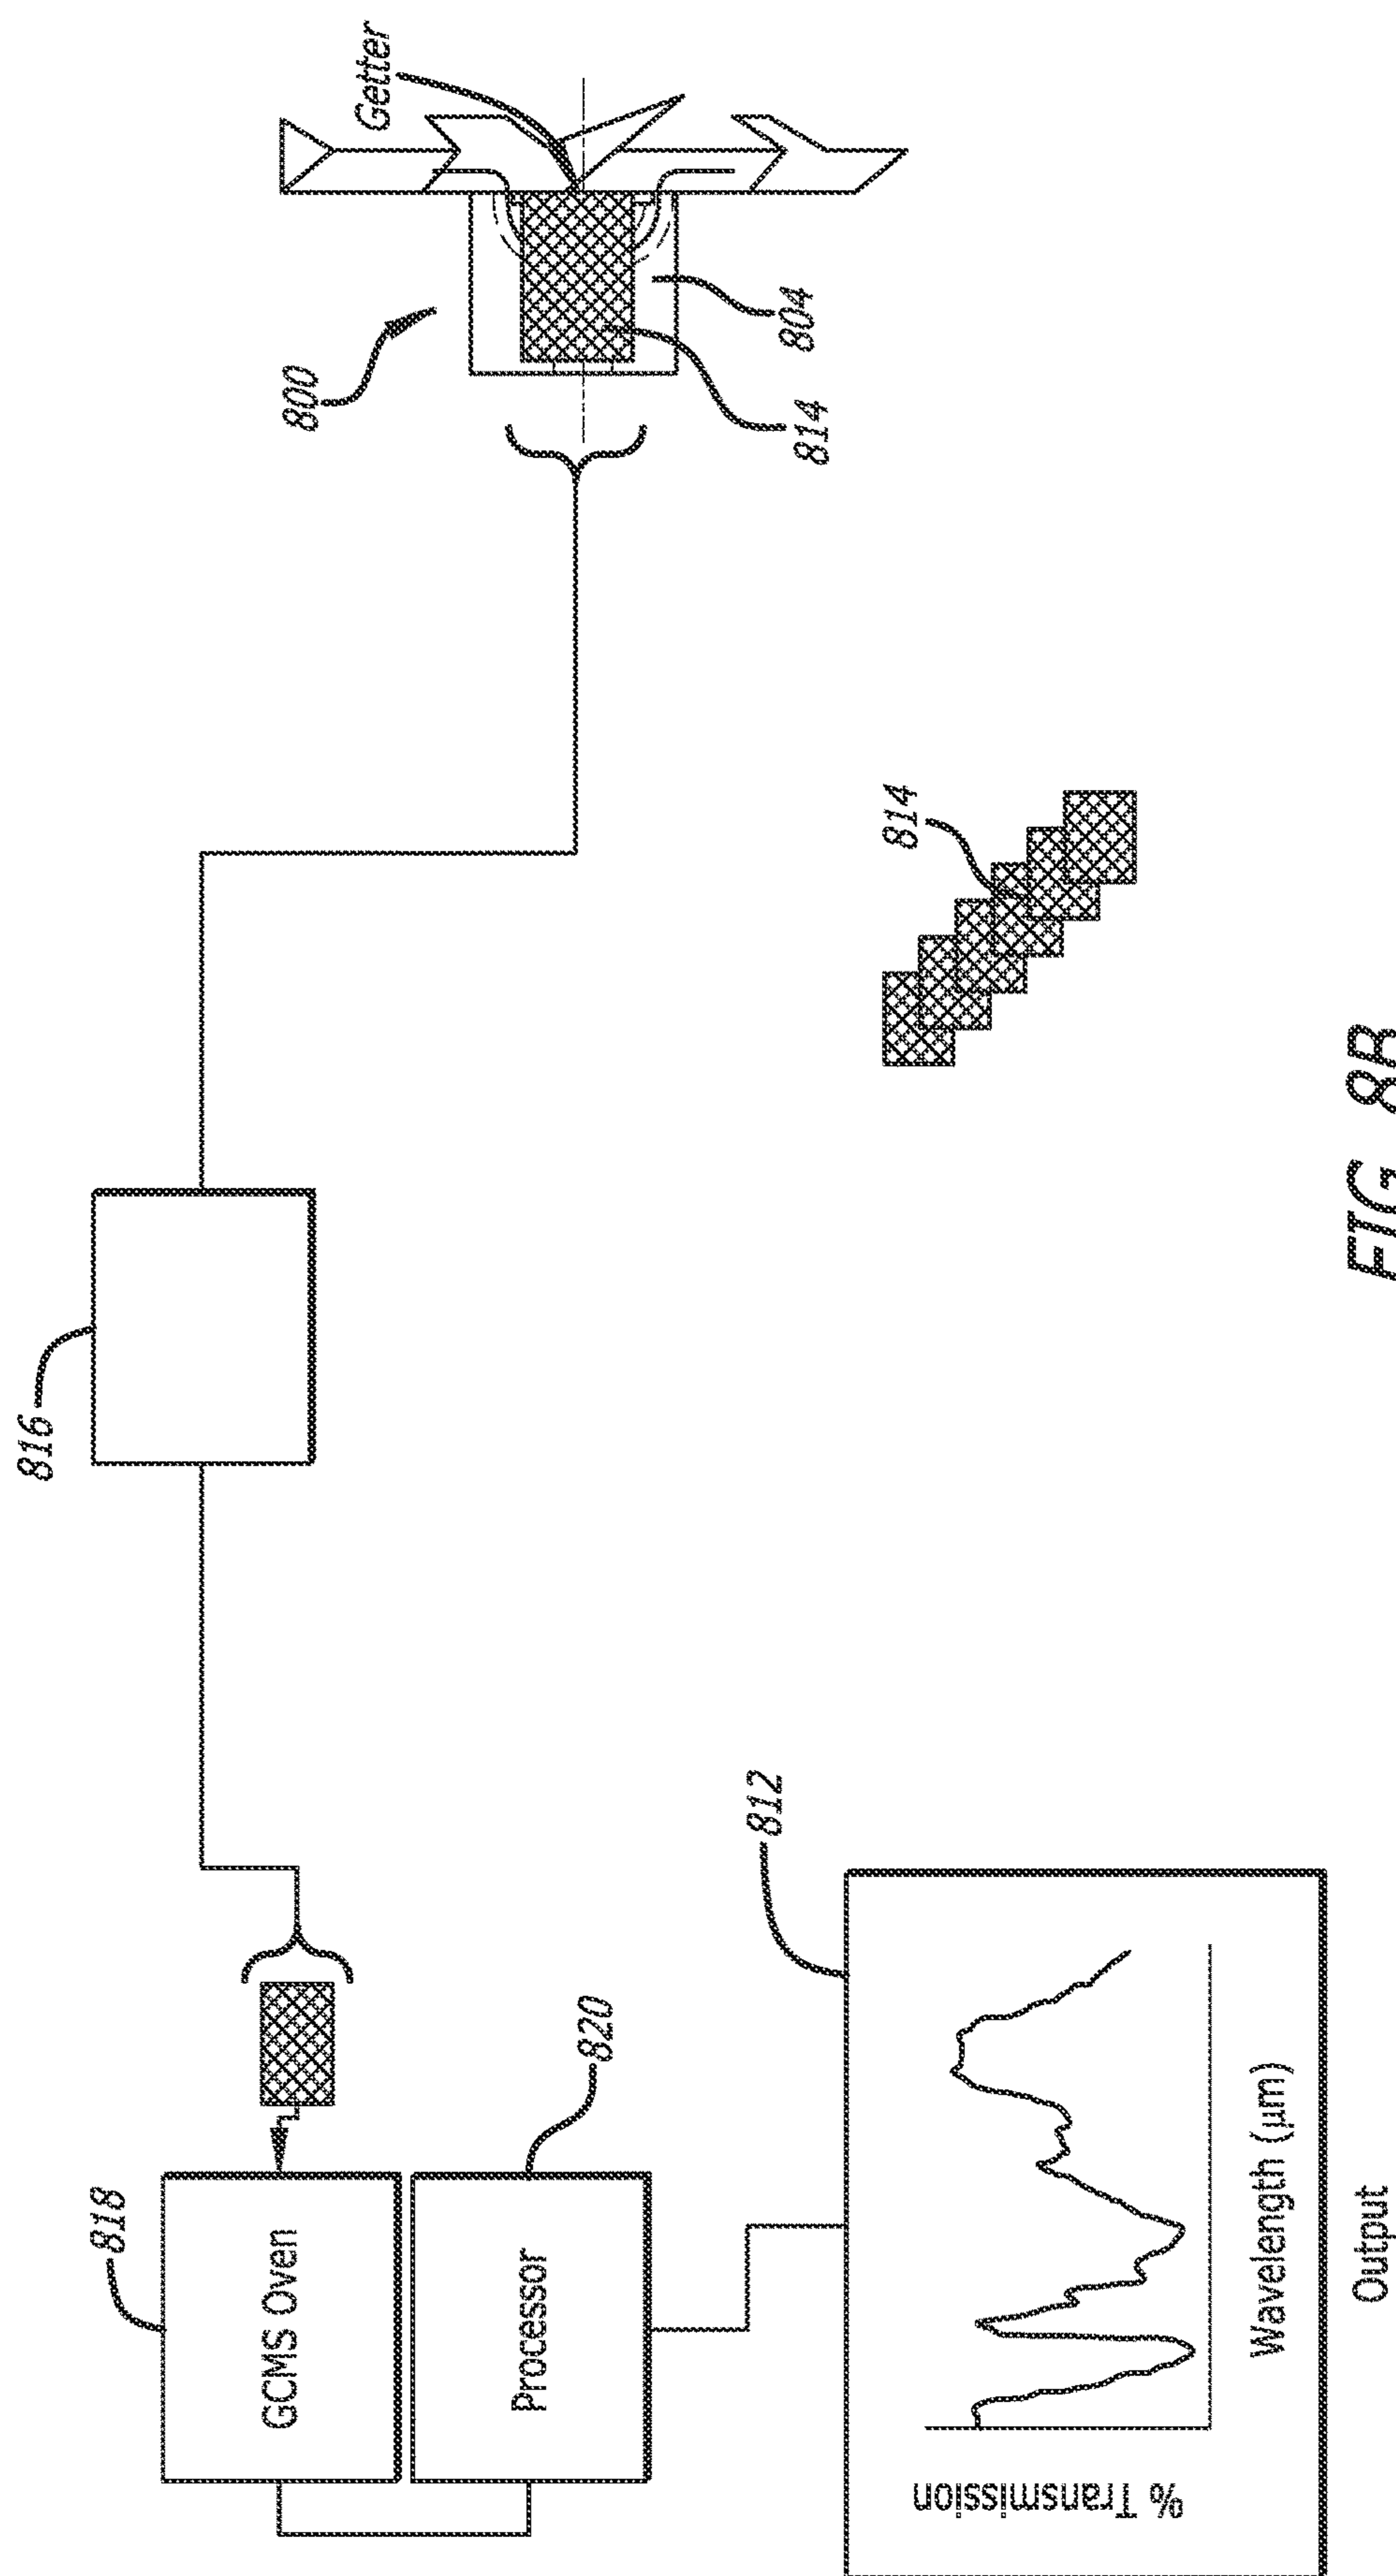 816
818
GCMS Oven
800
Getter
Processor
820
812
804
814
814
% Transmission
Wavelength (µm)
Output
FIG. 8B